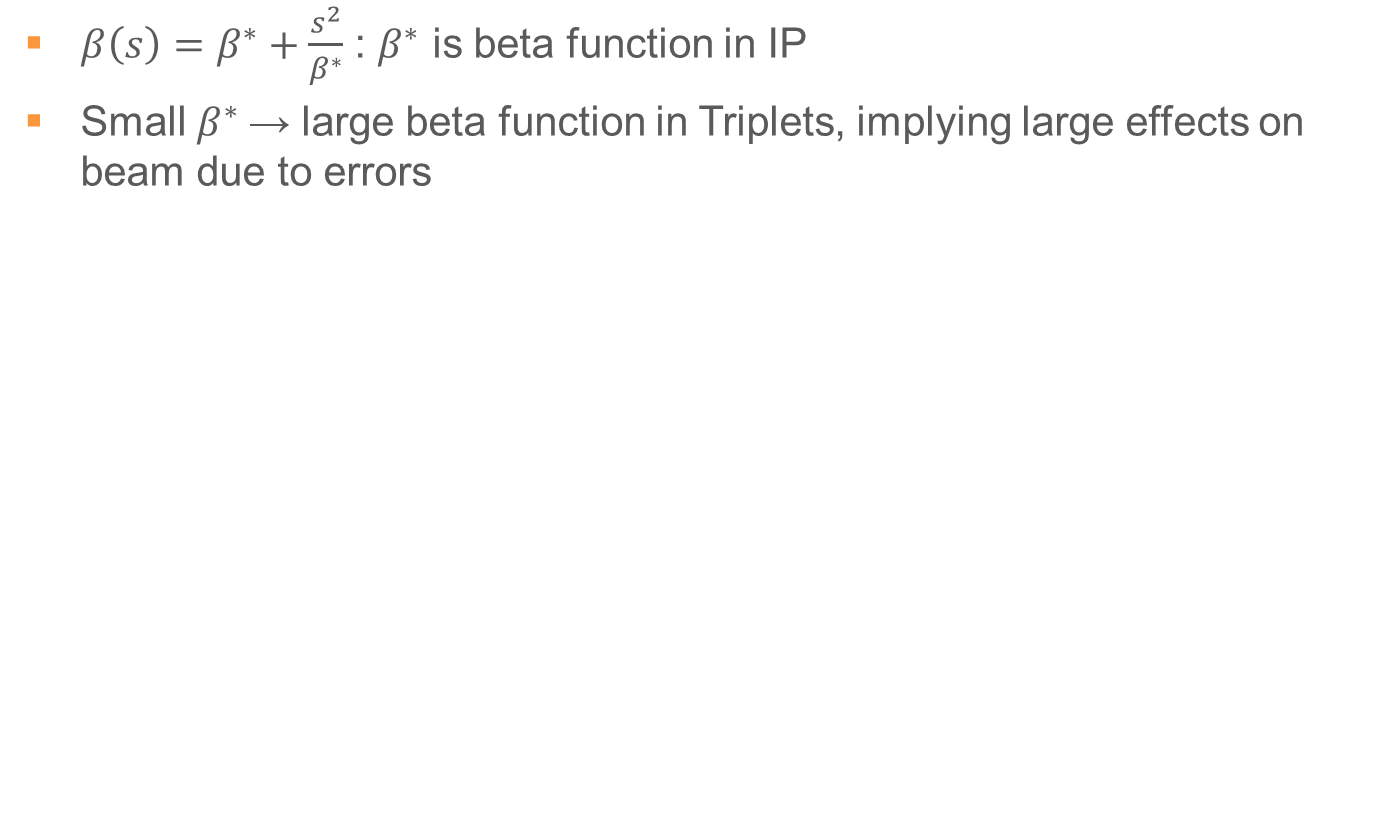 ▪ β(s) = β* + s²/β* : β* is beta function in IP
▪ Small β* → large beta function in Triplets, implying large effects on
beam due to errors